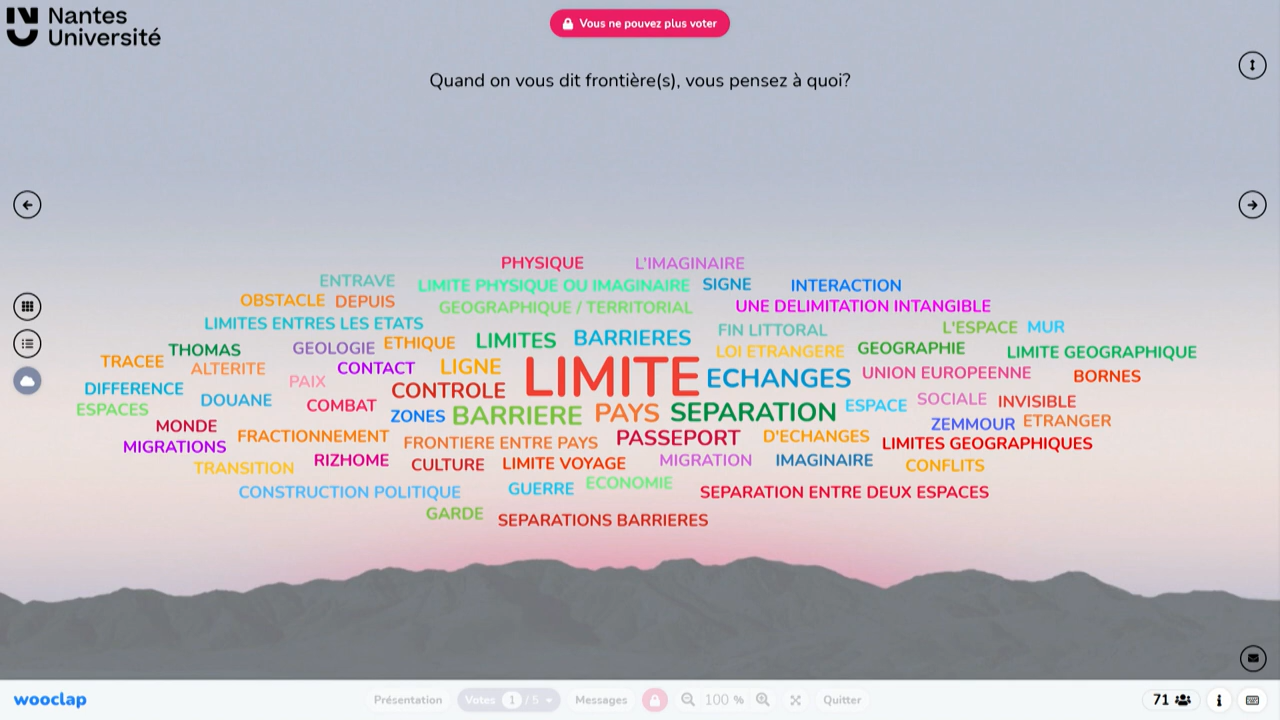 Nantes
Université
Vous ne pouvez plus voter
Quand on vous dit frontière(s), vous pensez à quoi?
PHYSIQUE L'IMAGINAIRE
ENTRAVE LIMITE PHYSIQUE OU IMAGINAIRE SIGNE INTERACTION
OBSTACLE DEPUIS GEOGRAPHIQUE / TERRITORIAL UNE DELIMITATION INTANGIBLE
LIMITES ENTRES LES ETATS FIN LITTORAL L'ESPACE MUR
THOMAS GEOLOGIE ETHIQUE LIMITES BARRIERES LOI ETRANGERE GEOGRAPHIE LIMITE GEOGRAPHIQUE
TRACEE ALTERITE CONTACT LIGNE LIMITE ECHANGES UNION EUROPEENNE BORNES
DIFFERENCE DOUANE PAIX CONTROLE SOCIALE INVISIBLE
ESPACES COMBAT ZONES BARRIERE PAYS SEPARATION ESPACE
MONDE ZEMMOUR ETRANGER
MIGRATIONS FRACTIONNEMENT FRONTIERE ENTRE PAYS PASSEPORT D'ECHANGES LIMITES GEOGRAPHIQUES
TRANSITION RIZHOME CULTURE LIMITE VOYAGE MIGRATION IMAGINAIRE CONFLITS
CONSTRUCTION POLITIQUE GUERRE ECONOMIE SEPARATION ENTRE DEUX ESPACES
GARDE SEPARATIONS BARRIERES
wooclap Présentation Votes 1 / 5 Messages 100 % Quitter 71